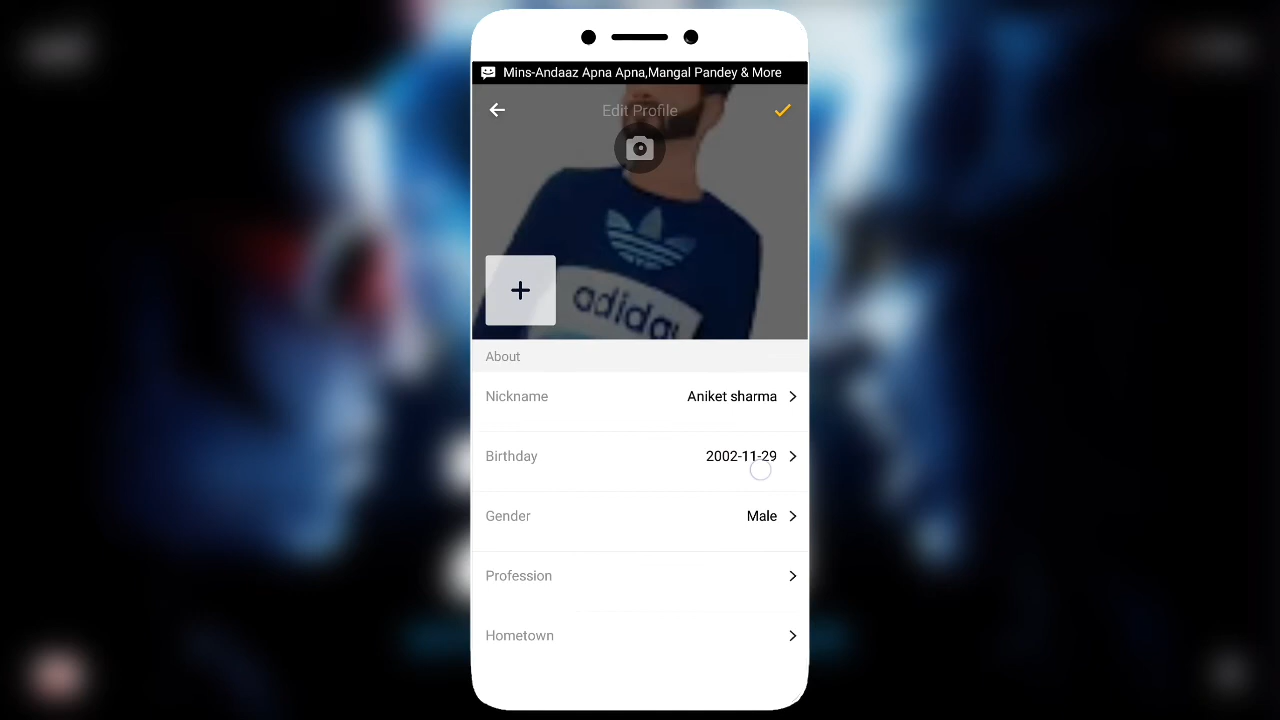 Mins-Andaaz Apna Apna,Mangal Pandey & More
Edit Profile
adidas
About
Nickname Aniket sharma
Birthday 2002-11-29
Gender Male
Profession
Hometown